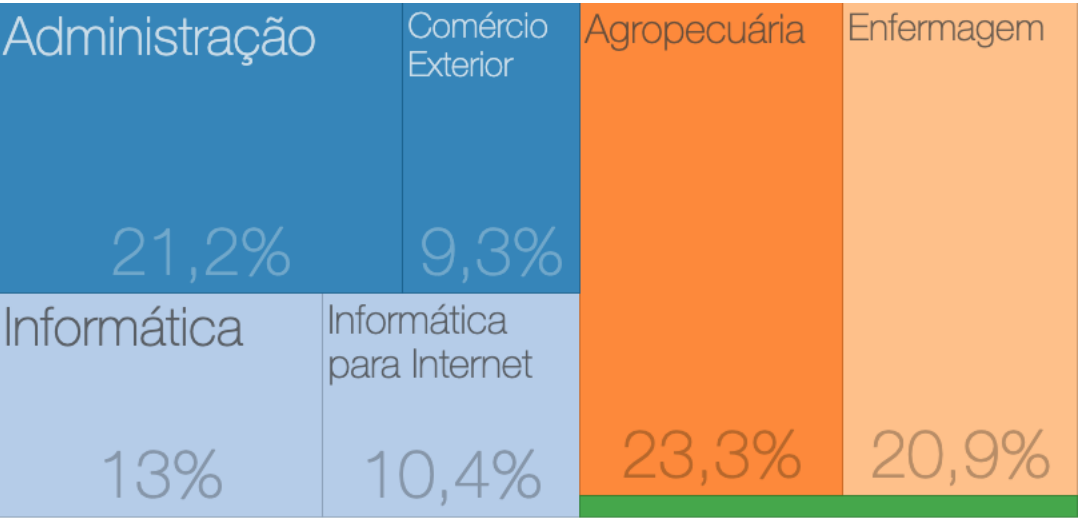 Administração
21,2%
Comércio
Exterior
9,3%
Informática
13%
Informática
para Internet
10,4%
Agropecuária
23,3%
Enfermagem
20,9%